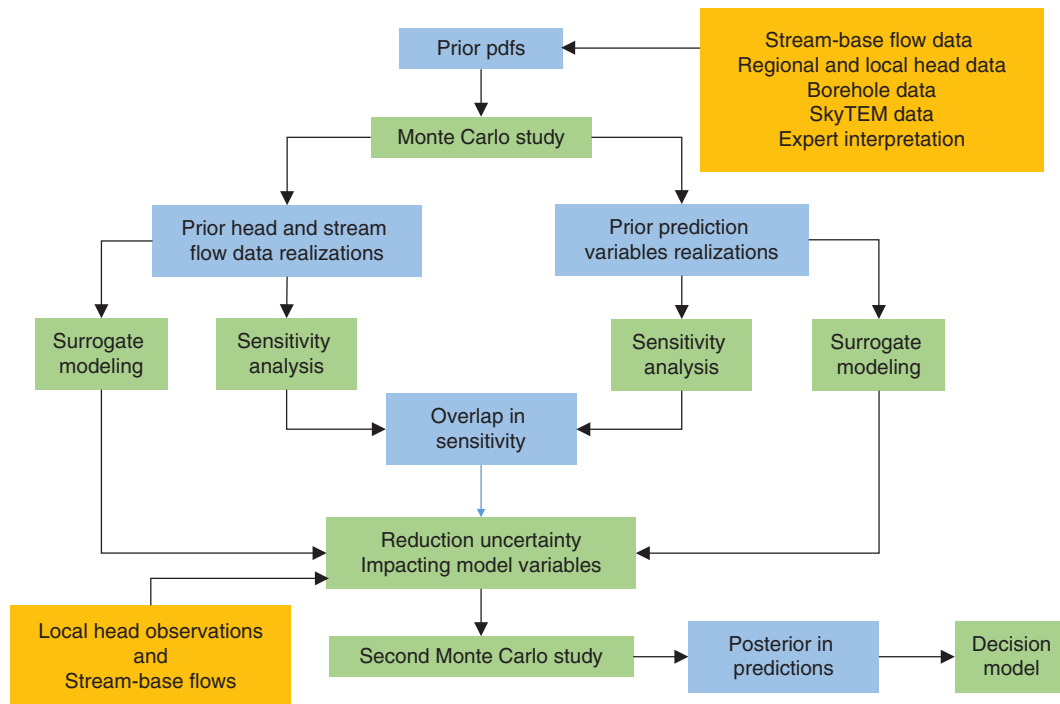 Prior pdfs
Stream-base flow data
Regional and local head data
Borehole data
SkyTEM data
Expert interpretation
Monte Carlo study
Prior head and stream
flow data realizations
Prior prediction
variables realizations
Surrogate
modeling
Sensitivity
analysis
Sensitivity
analysis
Surrogate
modeling
Overlap in
sensitivity
Reduction uncertainty
Impacting model variables
Local head observations
and
Stream-base flows
Second Monte Carlo study
Posterior in
predictions
Decision
model